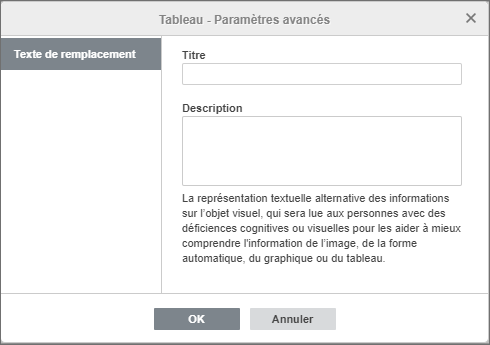 Tableau - Paramètres avancés
Texte de remplacement
Titre
Description
La représentation textuelle alternative des informations
sur l'objet visuel, qui sera lue aux personnes avec des
déficiences cognitives ou visuelles pour les aider à mieux
comprendre l'information de l'image, de la forme
automatique, du graphique ou du tableau.
OK
Annuler